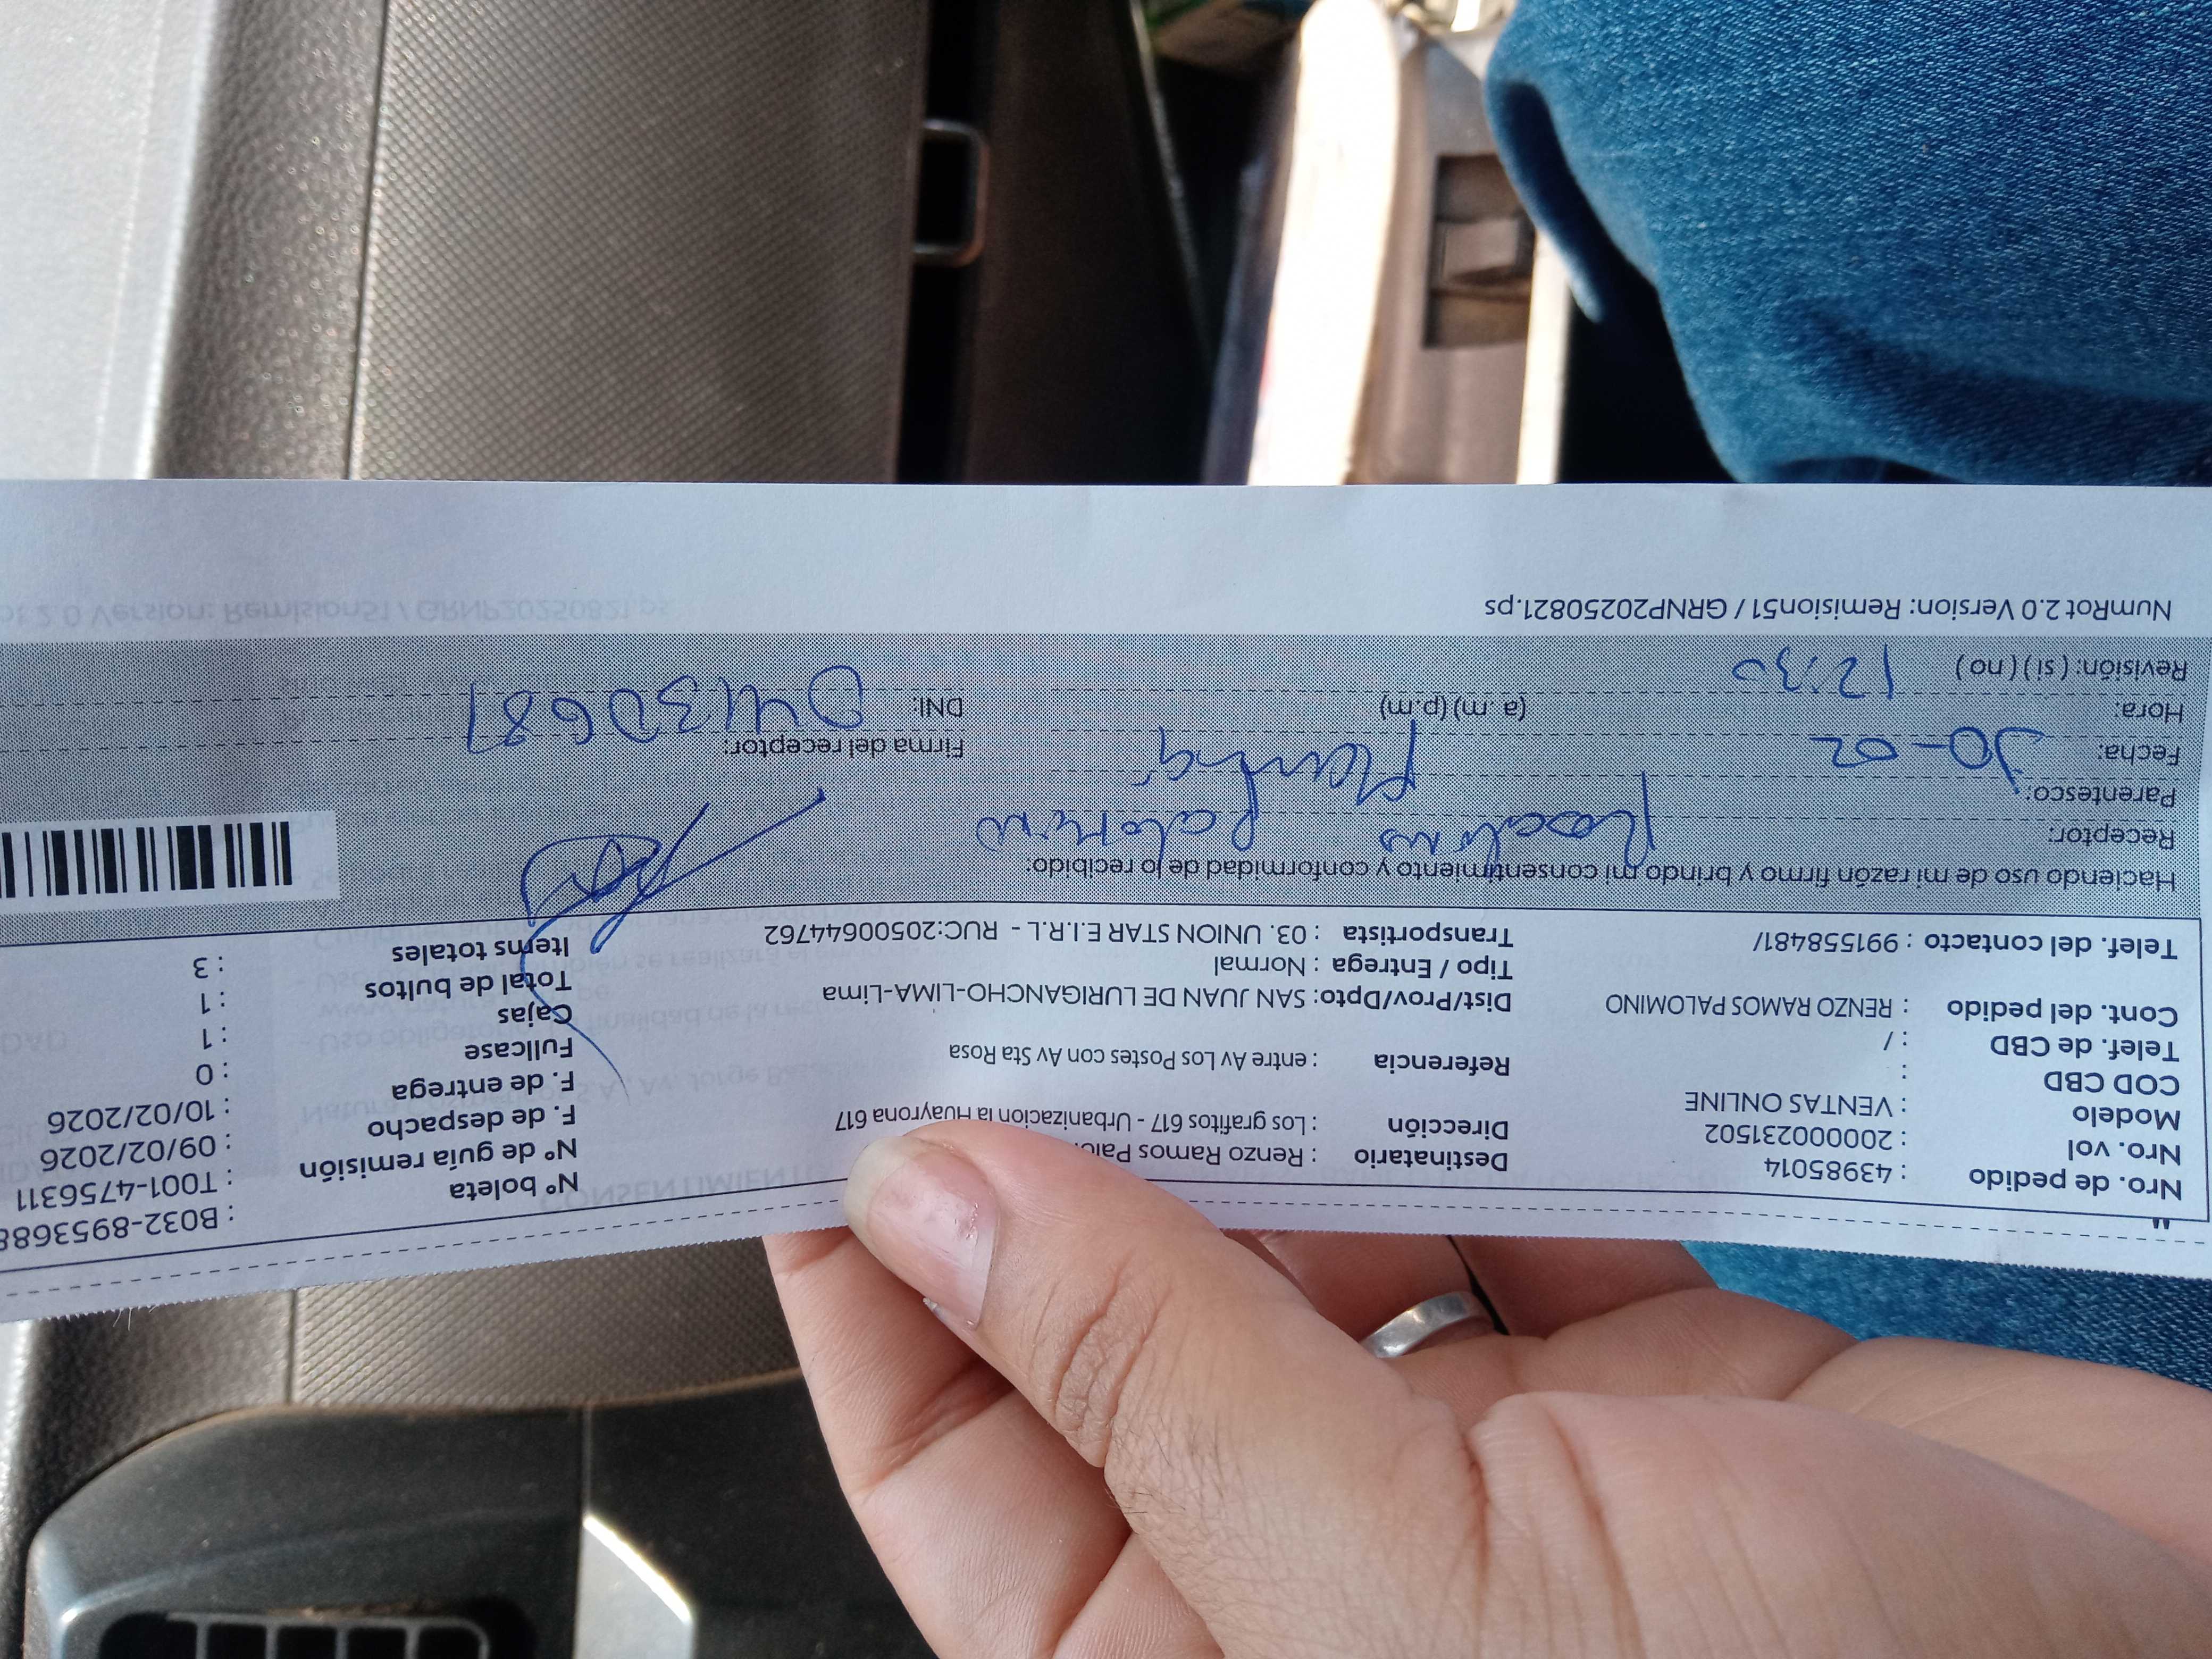 Nro. de pedido : 43985014
Nro. vol : 20000231502
Modelo : VENTAS ONLINE
COD CBD :
Telef. de CBD : /
Cont. del pedido : RENZO RAMOS PALOMINO
Telef. del contacto : 991558481/
Destinatario : Renzo Ramos
Dirección : Los grafitos 617 - Urbanizacion la Huayrona 617
Referencia : entre Av Los Postes con Av Sta Rosa
Dist/Prov/Dpto: SAN JUAN DE LURIGANCHO-LIMA-Lima
Tipo / Entrega : Normal
Transportista : 03. UNION STAR E.I.R.L - RUC:20500644762
Nº boleta : B032-8953688
Nº de guía remisión : T001-4756311
F. de despacho : 09/02/2026
F. de entrega : 10/02/2026
Fullcase : 0
Cajas : 1
Total de bultos : 1
Items totales : 3
Haciendo uso de mi razón firmo y brindo mi consentimiento y conformidad de lo recibido:
Receptor: Palomino
Parentesco:
Fecha: 10-02
Hora: 12:30 (a.m) (p.m)
Revisión: ( si ) ( no )
Firma del receptor:
DNI: 04130681
NumRot 2.0 Version: Remision51 / GRNP20250821.ps